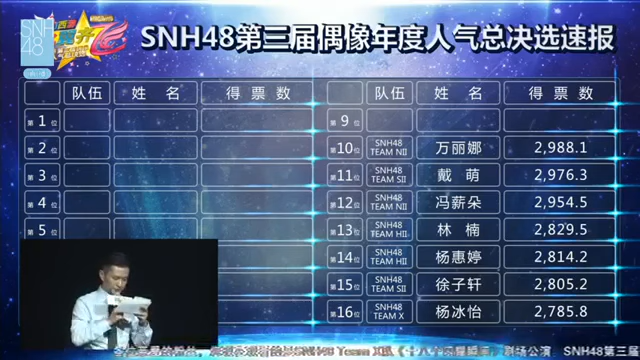 SNH48
SNH48第三届偶像年度人气总决选速报
队伍 姓名 得票数
第1位
第2位
第3位
第4位
第5位
队伍 姓名 得票数
第9位
第10位 SNH48 TEAM NII 万丽娜 2,988.1
第11位 SNH48 TEAM SII 戴萌 2,976.3
第12位 SNH48 TEAM NII 冯薪朵 2,954.5
第13位 SNH48 TEAM HII 林楠 2,829.5
第14位 SNH48 TEAM HII 杨惠婷 2,814.2
第15位 SNH48 TEAM SII 徐子轩 2,805.2
第16位 SNH48 TEAM X 杨冰怡 2,785.8
剧场公演 SNH48第三届